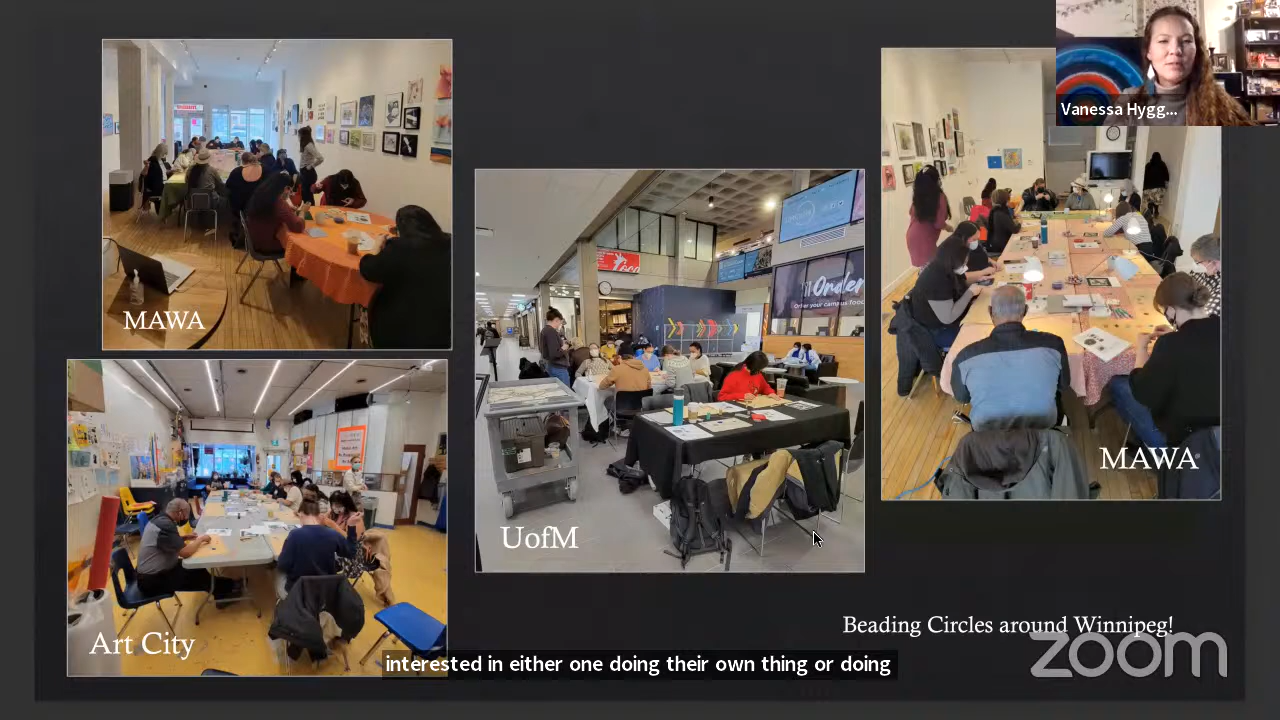 Vanessa Hygg...
MAWA
UofM
MAWA
Art City
Order
Beading Circles around Winnipeg!
zoom
interested in either one doing their own thing or doing